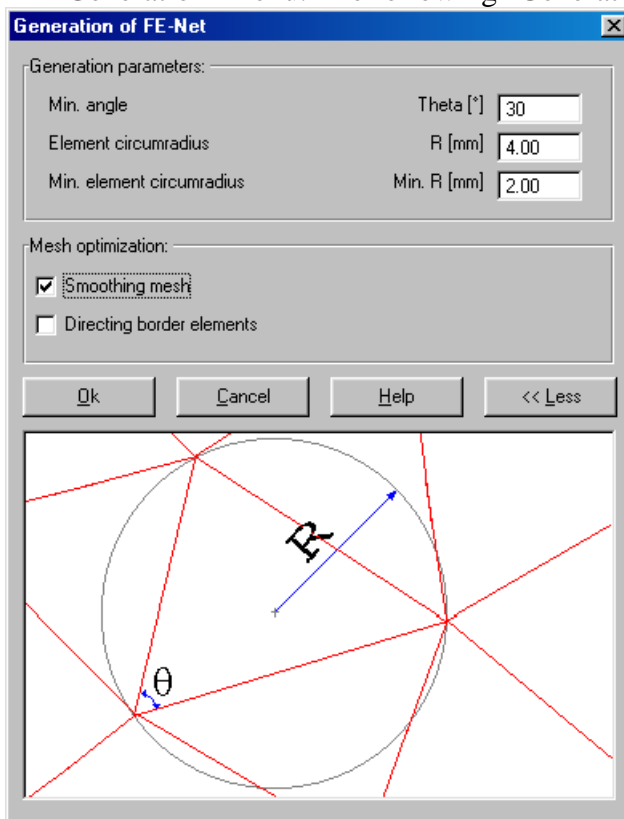 Generation of FE-Net
Generation parameters:
Min. angle Theta [°] 30
Element circumradius R [mm] 4.00
Min. element circumradius Min. R [mm] 2.00
Mesh optimization:
Smoothing mesh
Directing border elements
Ok Cancel Help << Less
R
θ